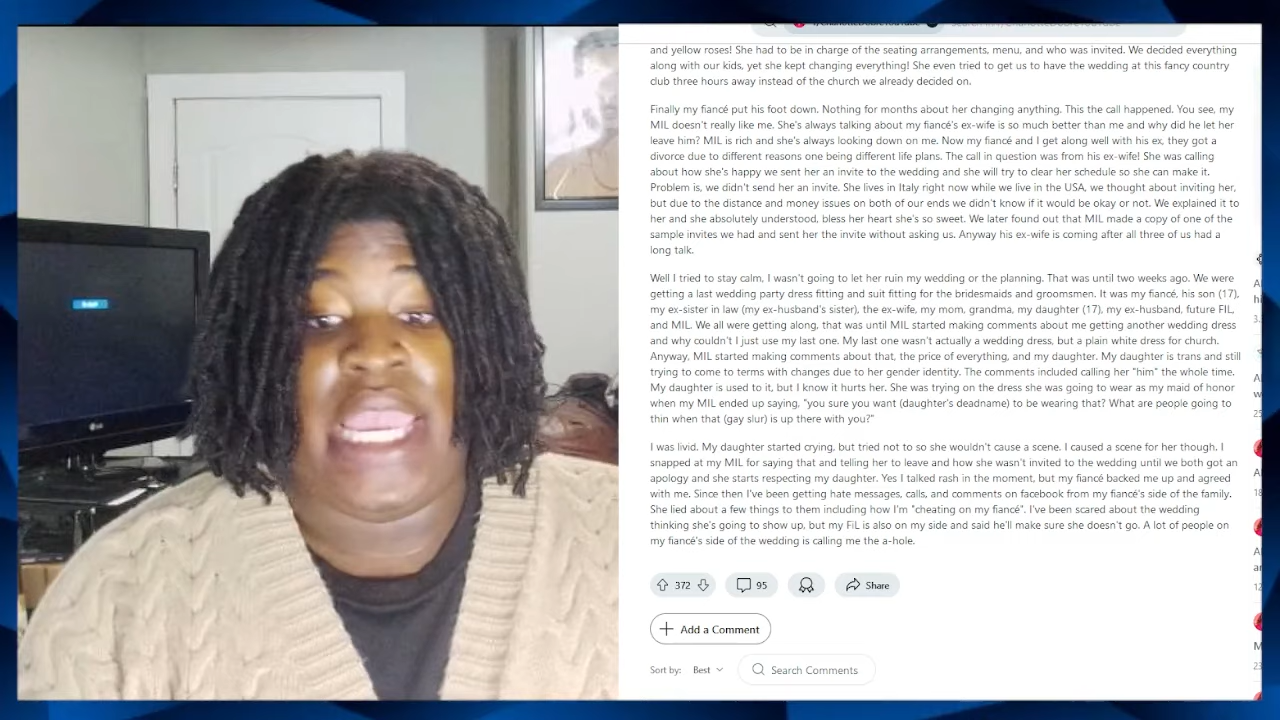 and yellow roses! She had to be in charge of the seating arrangements, menu, and who was invited. We decided everything
along with our kids, yet she kept changing everything! She even tried to get us to have the wedding at this fancy country
club three hours away instead of the church we already decided on.
Finally my fiancé put his foot down. Nothing for months about her changing anything. This the call happened. You see, my
MIL doesn't really like me. She's always talking about my fiancé's ex-wife is so much better than me and why did he let her
leave him? MIL is rich and she's always looking down on me. Now my fiancé and I get along well with his ex, they got a
divorce due to different reasons one being different life plans. The call in question was from his ex-wife! She was calling
about how she's happy we sent her an invite to the wedding and she will try to clear her schedule so she can make it.
Problem is, we didn't send her an invite. She lives in Italy right now while we live in the USA, we thought about inviting her,
but due to the distance and money issues on both of our ends we didn't know if it would be okay or not. We explained it to
her and she absolutely understood, bless her heart she's so sweet. We later found out that MIL made a copy of one of the
sample invites we had and sent her the invite without asking us. Anyway his ex-wife is coming after all three of us had a
long talk.
Well I tried to stay calm, I wasn't going to let her ruin my wedding or the planning. That was until two weeks ago. We were
getting a last wedding party dress fitting and suit fitting for the bridesmaids and groomsmen. It was my fiancé, his son (17),
my ex-sister in law (my ex-husband's sister), the ex-wife, my mom, grandma, my daughter (17), my ex-husband, future FIL,
and MIL. We all were getting along, that was until MIL started making comments about me getting another wedding dress
and why couldn't I just use my last one. My last one wasn't actually a wedding dress, but a plain white dress for church.
Anyway, MIL started making comments about that, the price of everything, and my daughter. My daughter is trans and still
trying to come to terms with changes due to her gender identity. The comments included calling her "him" the whole time.
My daughter is used to it, but I know it hurts her. She was trying on the dress she was going to wear as my maid of honor
when my MIL ended up saying, "you sure you want (daughter's deadname) to be wearing that? What are people going to
thin when that (gay slur) is up there with you?"
I was livid. My daughter started crying, but tried not to so she wouldn't cause a scene. I caused a scene for her though. I
snapped at my MIL for saying that and telling her to leave and how she wasn't invited to the wedding until we both got an
apology and she starts respecting my daughter. Yes I talked rash in the moment, but my fiancé backed me up and agreed
with me. Since then I've been getting hate messages, calls, and comments on facebook from my fiancé's side of the family.
She lied about a few things to them including how I'm "cheating on my fiancé". I've been scared about the wedding
thinking she's going to show up, but my FiL is also on my side and said he'll make sure she doesn't go. A lot of people on
my fiancé's side of the wedding is calling me the a-hole.
372
95
Share
Add a Comment
Sort by:
Best
Search Comments
LG